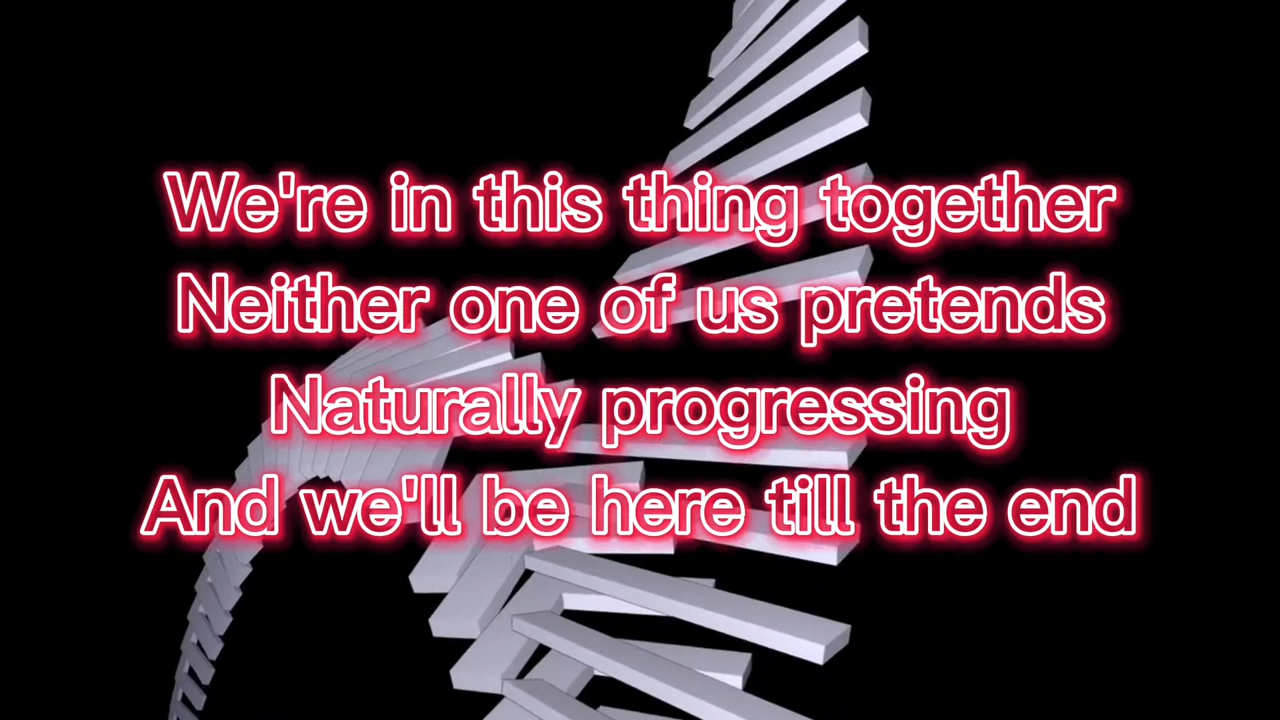 We're in this thing together
Neither one of us pretends
Naturally progressing
And we'll be here till the end